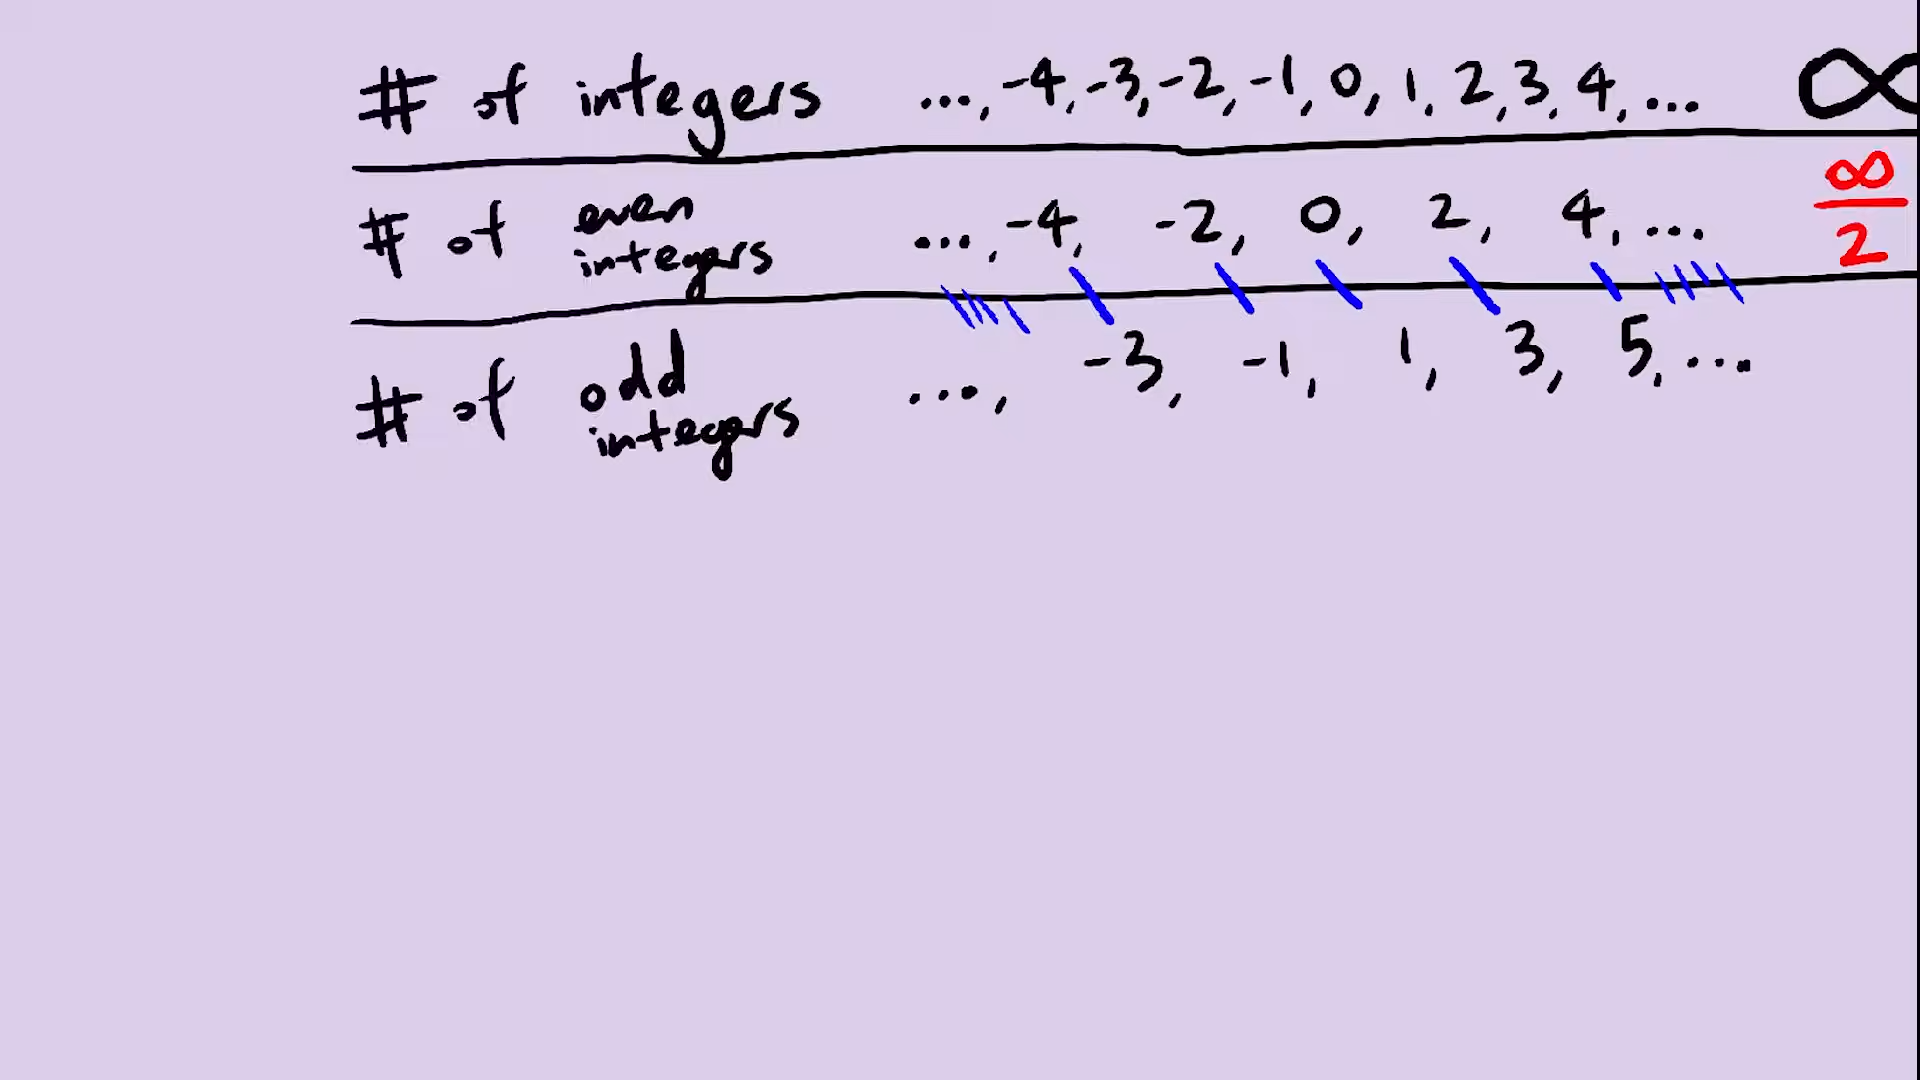 # of integers ..., -4, -3, -2, -1, 0, 1, 2, 3, 4, ... ∞
# of even integers ..., -4, -2, 0, 2, 4, ... ∞/2
# of odd integers ..., -3, -1, 1, 3, 5, ...